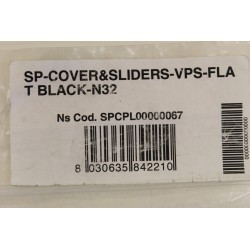 SP-COVER&SLIDERS-VPS-FLA
T BLACK-N32
Ns Cod. SPCPL00000067
8 030635 842210